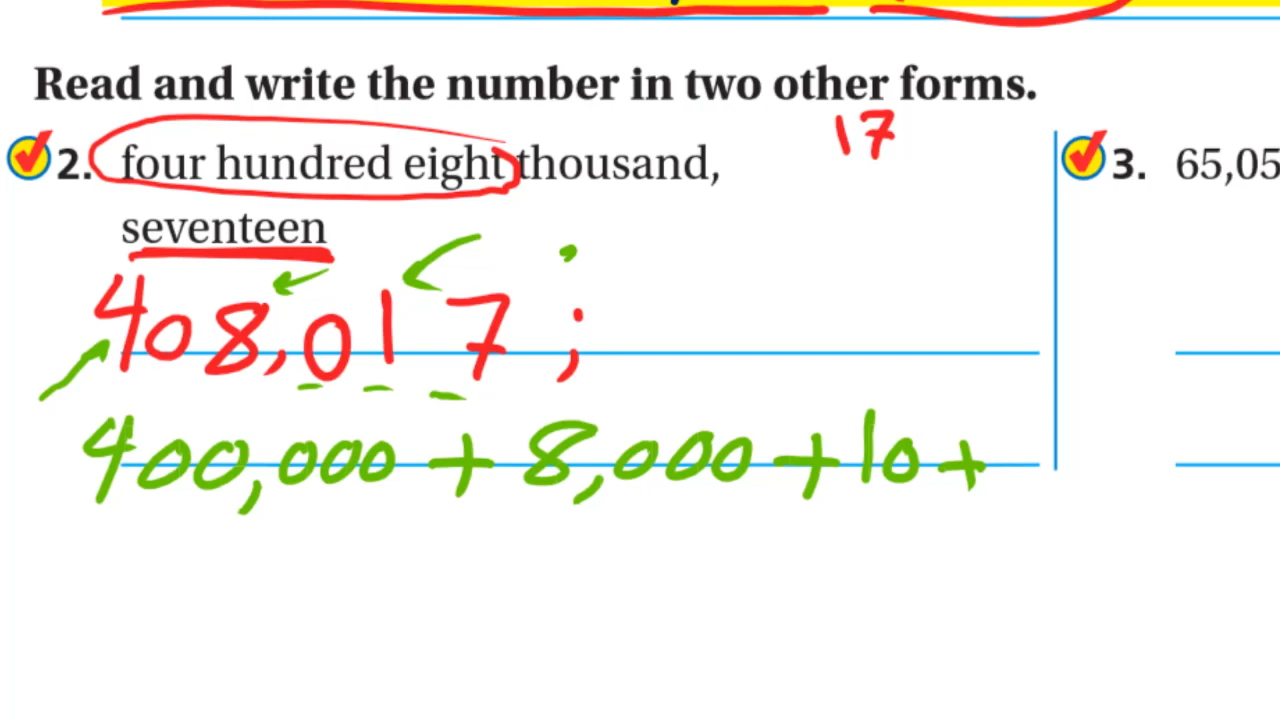 Read and write the number in two other forms.
17
2. four hundred eight thousand,
seventeen
3. 65,05
408,017 ;
400,000 + 8,000 + 10 +